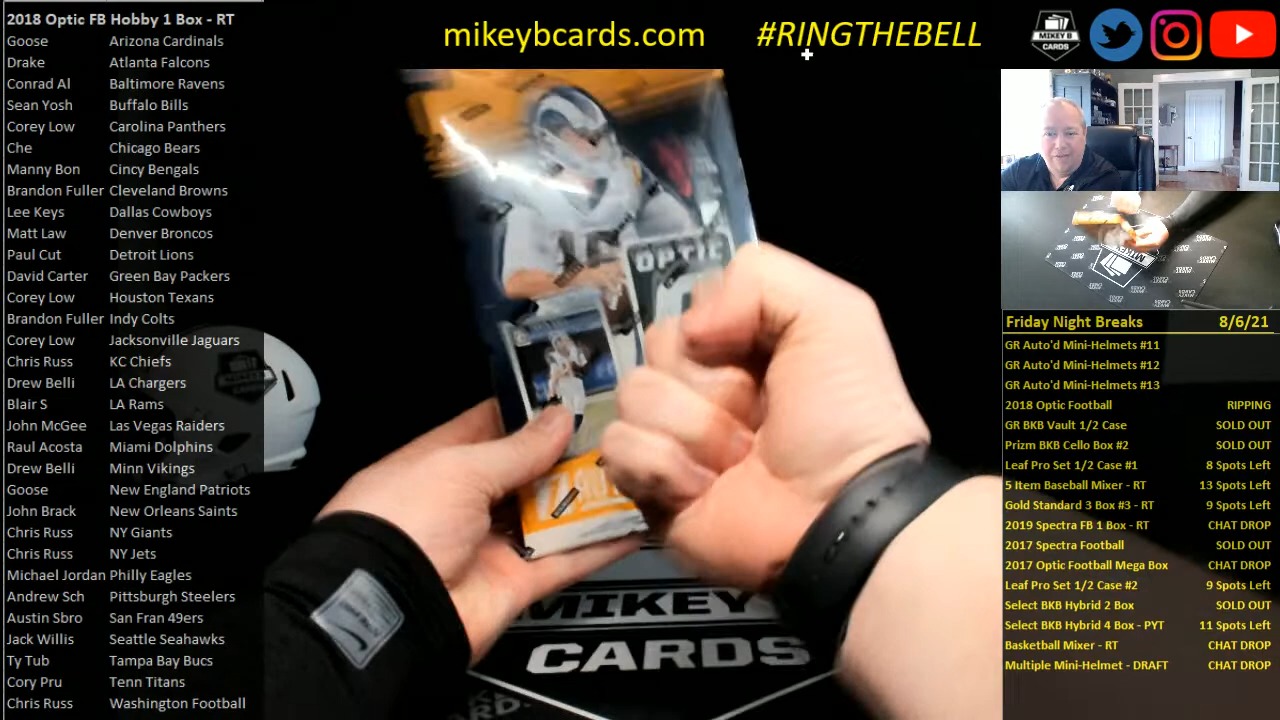 2018 Optic FB Hobby 1 Box - RT
Goose Arizona Cardinals
Drake Atlanta Falcons
Conrad Al Baltimore Ravens
Sean Yosh Buffalo Bills
Corey Low Carolina Panthers
Che Chicago Bears
Manny Bon Cincy Bengals
Brandon Fuller Cleveland Browns
Lee Keys Dallas Cowboys
Matt Law Denver Broncos
Paul Cut Detroit Lions
David Carter Green Bay Packers
Corey Low Houston Texans
Brandon Fuller Indy Colts
Corey Low Jacksonville Jaguars
Chris Russ KC Chiefs
Drew Belli LA Chargers
Blair S LA Rams
John McGee Las Vegas Raiders
Raul Acosta Miami Dolphins
Drew Belli Minn Vikings
Goose New England Patriots
John Brack New Orleans Saints
Chris Russ NY Giants
Chris Russ NY Jets
Michael Jordan Philly Eagles
Andrew Sch Pittsburgh Steelers
Austin Sbro San Fran 49ers
Jack Willis Seattle Seahawks
Ty Tub Tampa Bay Bucs
Cory Pru Tenn Titans
Chris Russ Washington Football
mikeybcards.com #RINGTHEBELL
MIKEY B
CARDS
OPTIC
MIKEY
CARDS
Friday Night Breaks 8/6/21
GR Auto'd Mini-Helmets #11
GR Auto'd Mini-Helmets #12
GR Auto'd Mini-Helmets #13
2018 Optic Football RIPPING
GR BKB Vault 1/2 Case SOLD OUT
Prizm BKB Cello Box #2 SOLD OUT
Leaf Pro Set 1/2 Case #1 8 Spots Left
5 Item Baseball Mixer - RT 13 Spots Left
Gold Standard 3 Box #3 - RT 9 Spots Left
2019 Spectra FB 1 Box - RT CHAT DROP
2017 Spectra Football SOLD OUT
2017 Optic Football Mega Box CHAT DROP
Leaf Pro Set 1/2 Case #2 9 Spots Left
Select BKB Hybrid 2 Box SOLD OUT
Select BKB Hybrid 4 Box - PYT 11 Spots Left
Basketball Mixer - RT CHAT DROP
Multiple Mini-Helmet - DRAFT CHAT DROP